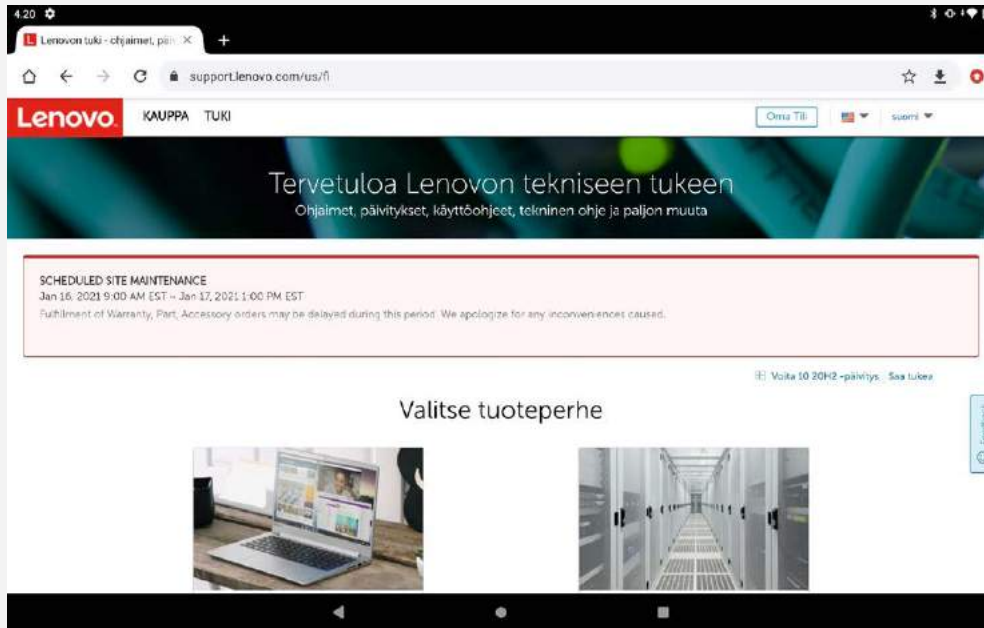 4.20
Lenovon tuki - ohjaimet, päiv
support.lenovo.com/us/fi
Lenovo
KAUPPA TUKI
Oma Tili
suomi
Tervetuloa Lenovon tekniseen tukeen
Ohjaimet, päivitykset, käyttöohjeet, tekninen ohje ja paljon muuta
SCHEDULED SITE MAINTENANCE
Jan 16, 2021 9:00 AM EST – Jan 17, 2021 1:00 PM EST
Fulfillment of Warranty, Part, Accessory orders may be delayed during this period. We apologize for any inconveniences caused.
Voita 10 20H2 -päivitys Saa tukea
Valitse tuoteperhe